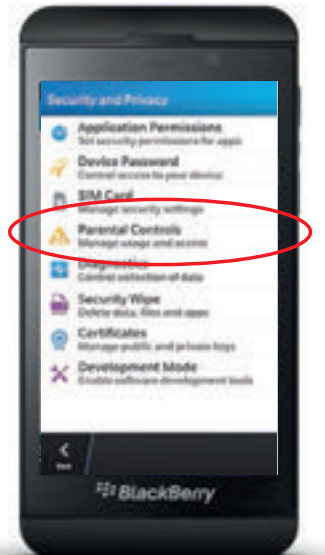 Security and Privacy
Application Permissions
Set security permissions for apps
Device Password
Control access to your device
SIM Card
Manage security settings
Parental Controls
Manage usage and access
Diagnostics
Control collection of data
Security Wipe
Delete data, files and apps
Certificates
Manage public and private keys
Development Mode
Enable software development tools
Back
BlackBerry